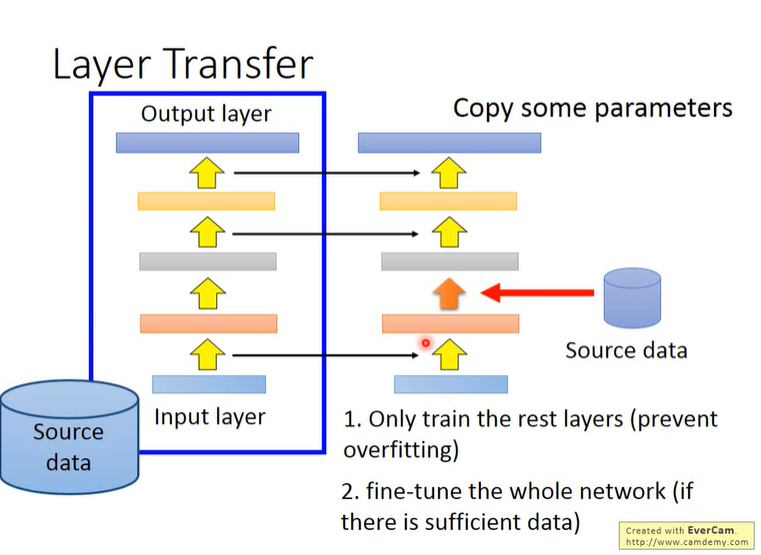 Layer Transfer
Output layer
Copy some parameters
Source data
Input layer
Source
data
1. Only train the rest layers (prevent
overfitting)
2. fine-tune the whole network (if
there is sufficient data)
Created with EverCam.
http://www.camdemy.com